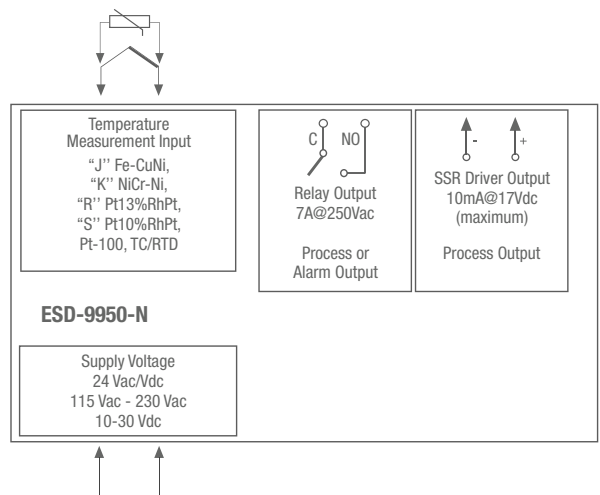 Temperature
Measurement Input
“J’’ Fe-CuNi,
“K’’ NiCr-Ni,
“R’’ Pt13%RhPt,
“S’’ Pt10%RhPt,
Pt-100, TC/RTD
C NO
Relay Output
7A@250Vac
Process or
Alarm Output
- +
SSR Driver Output
10mA@17Vdc
(maximum)
Process Output
ESD-9950-N
Supply Voltage
24 Vac/Vdc
115 Vac - 230 Vac
10-30 Vdc